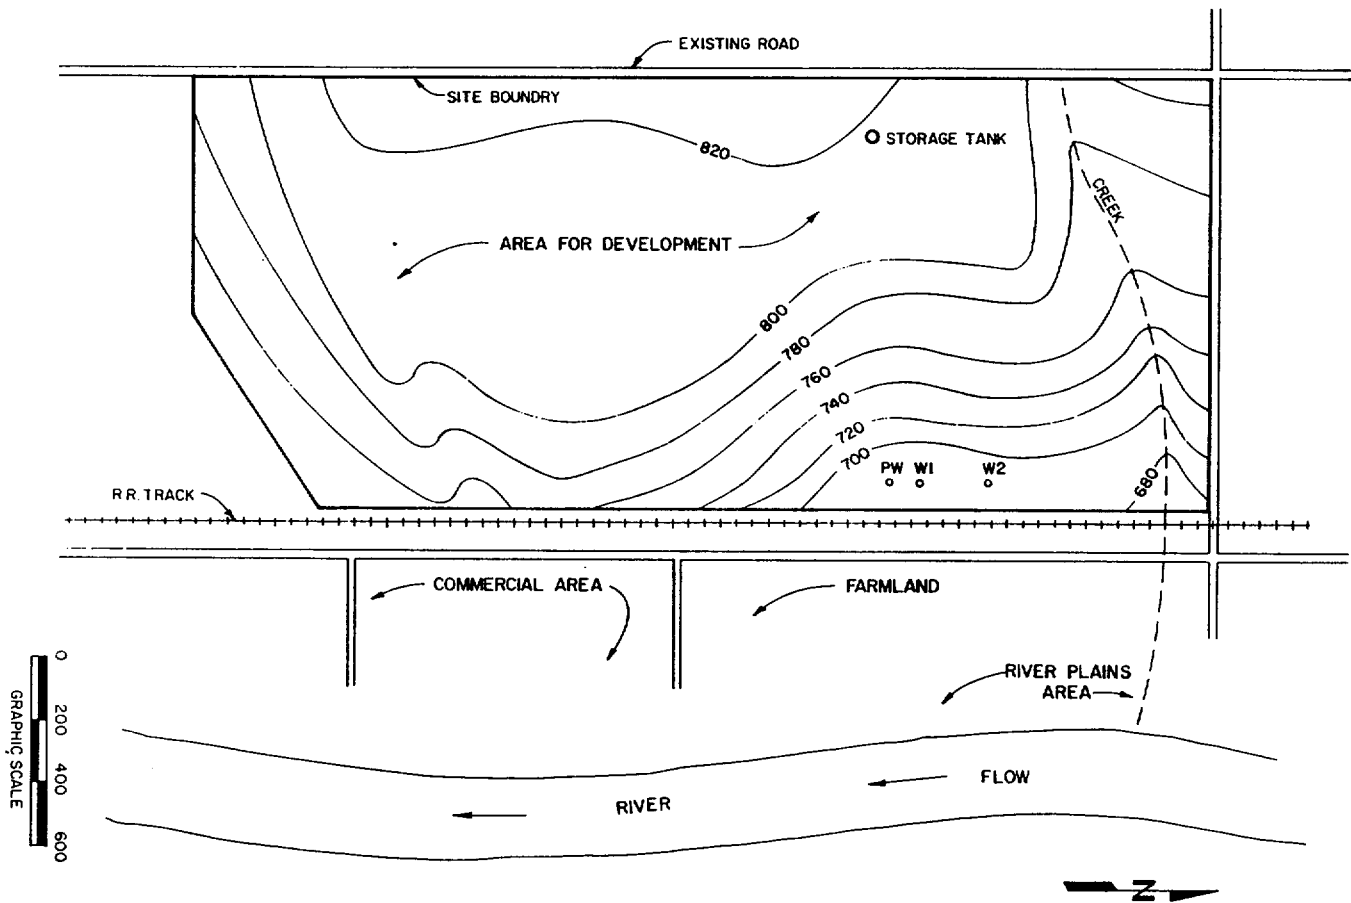 EXISTING ROAD
SITE BOUNDRY
820
STORAGE TANK
CREEK
AREA FOR DEVELOPMENT
800
780
760
740
720
700
PW W1 W2
680
R.R. TRACK
COMMERCIAL AREA
FARMLAND
RIVER PLAINS
AREA
FLOW
RIVER
0
200
400
600
GRAPHIC SCALE
N